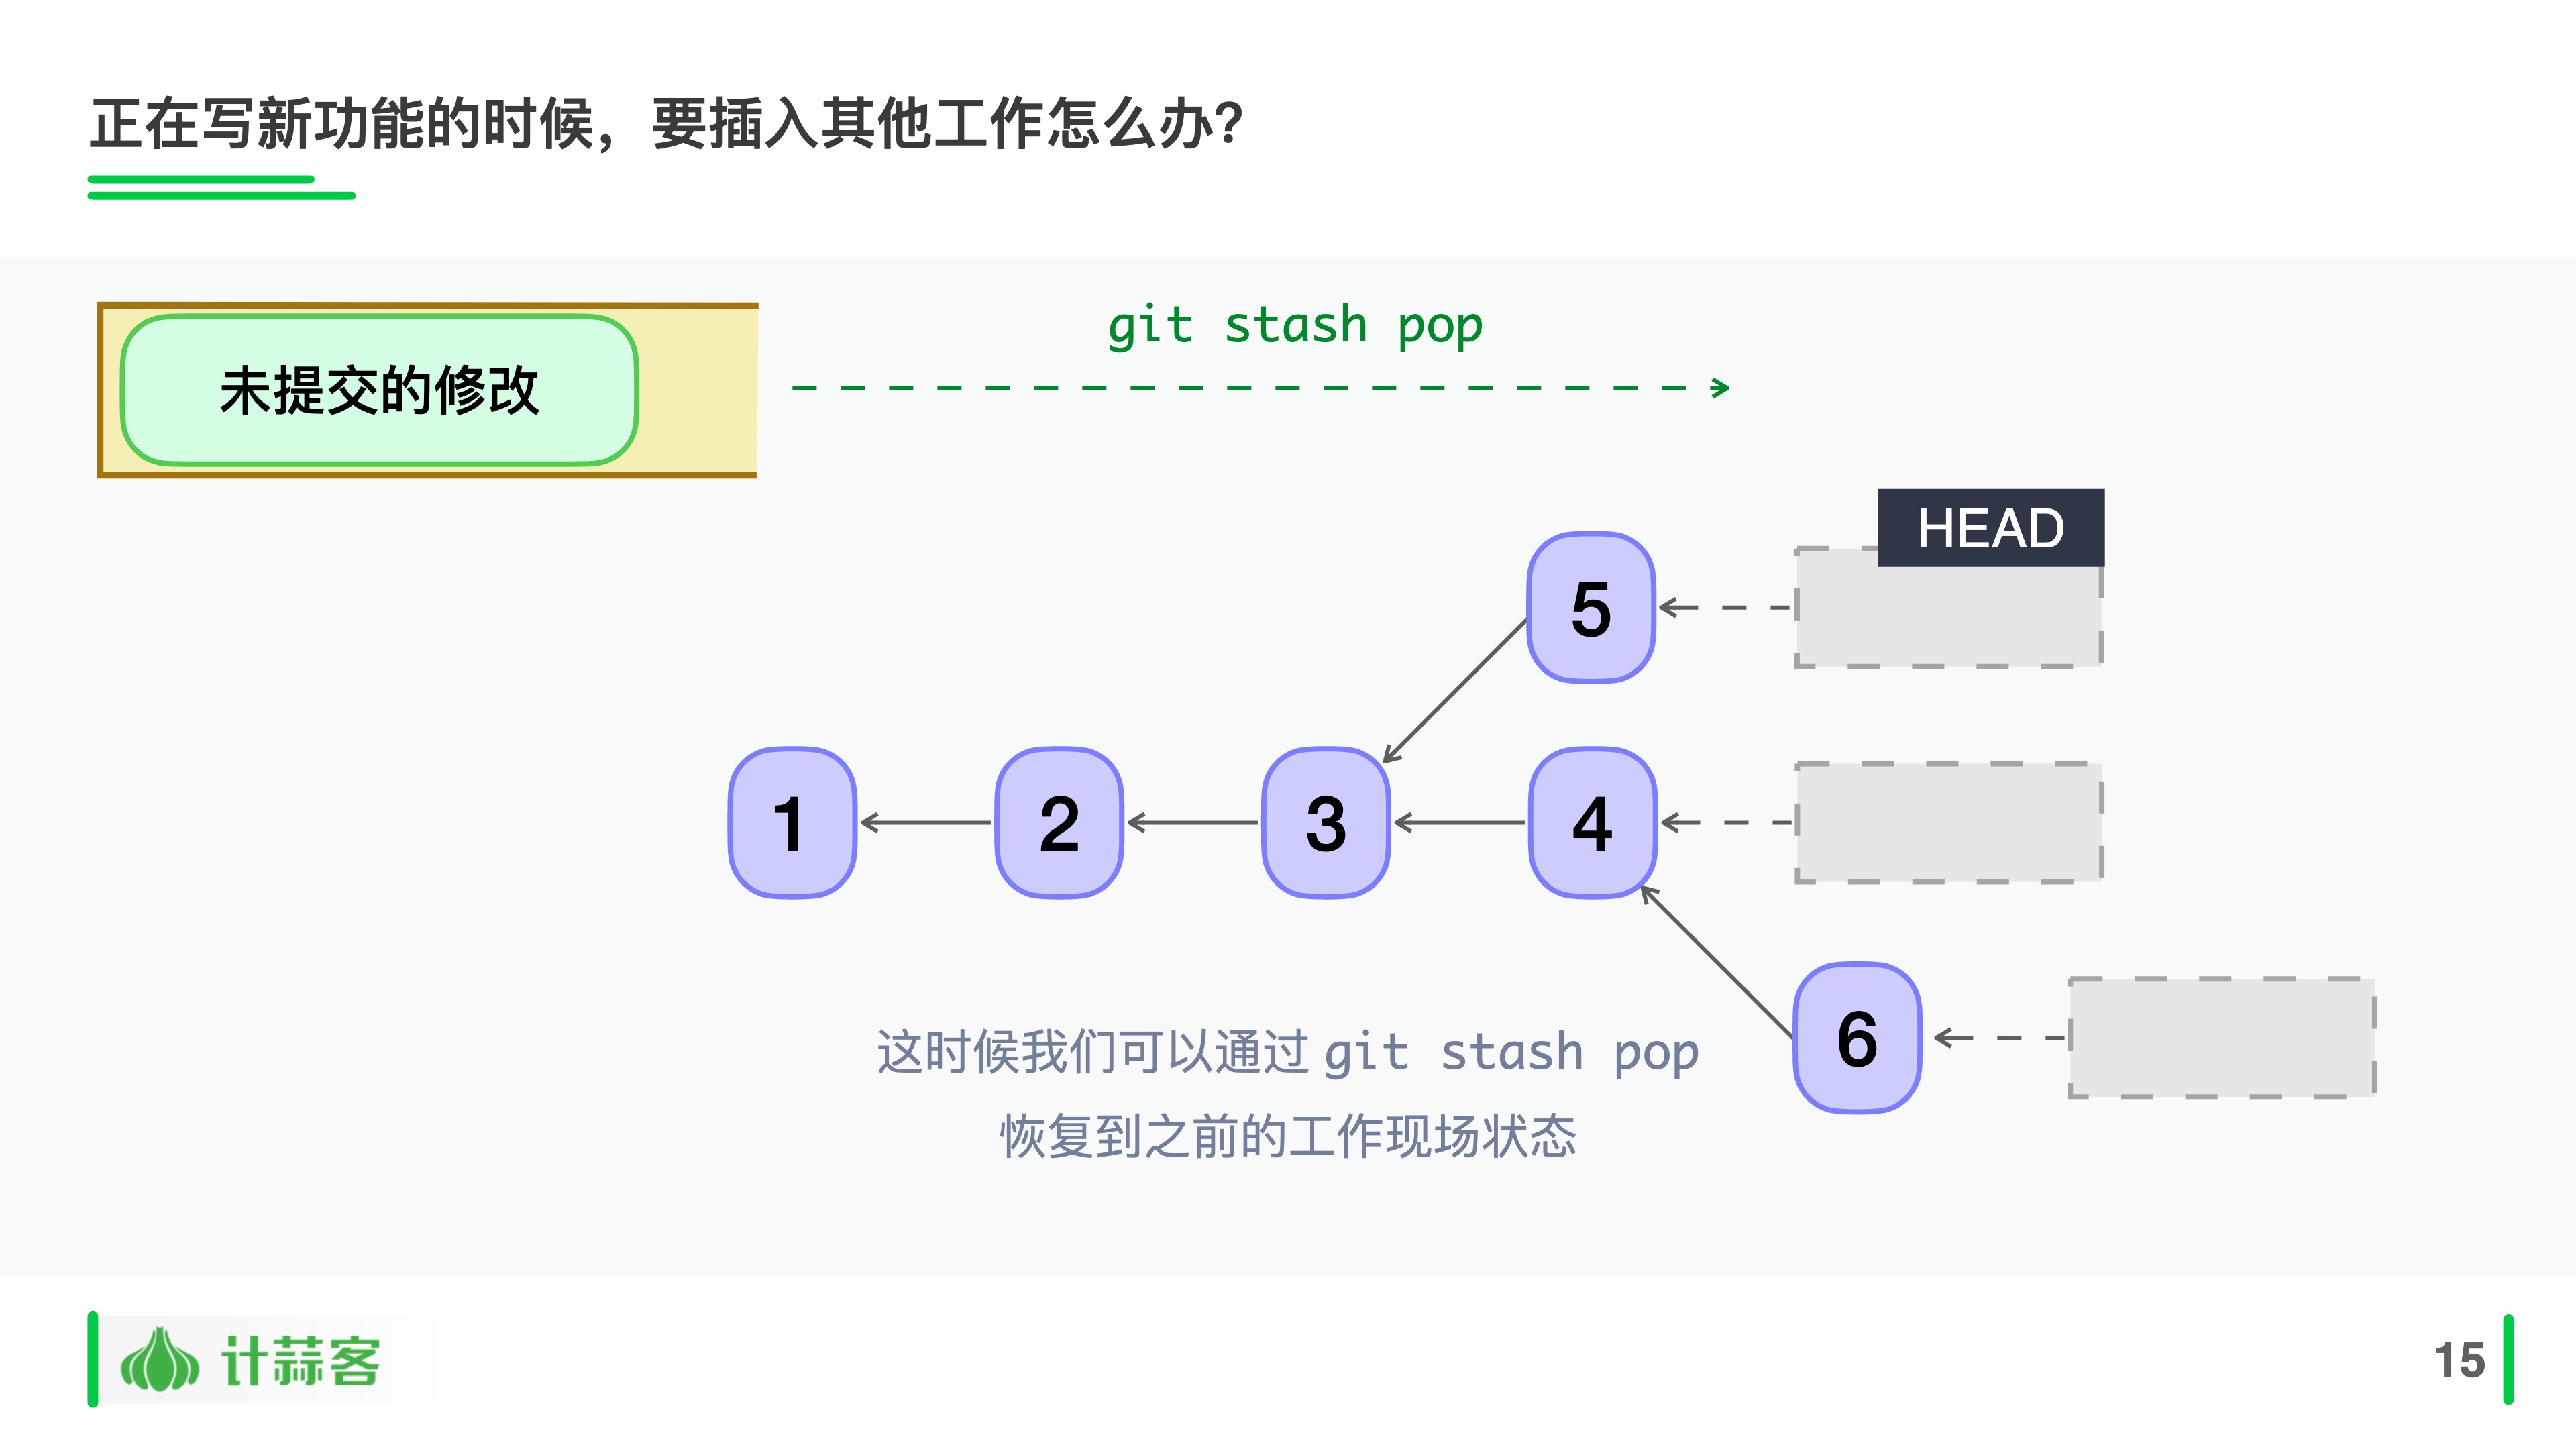 正在写新功能的时候，要插入其他工作怎么办？
git stash pop
未提交的修改
HEAD
5
1
2
3
4
6
这时候我们可以通过 git stash pop
恢复到之前的工作现场状态
计蒜客
15